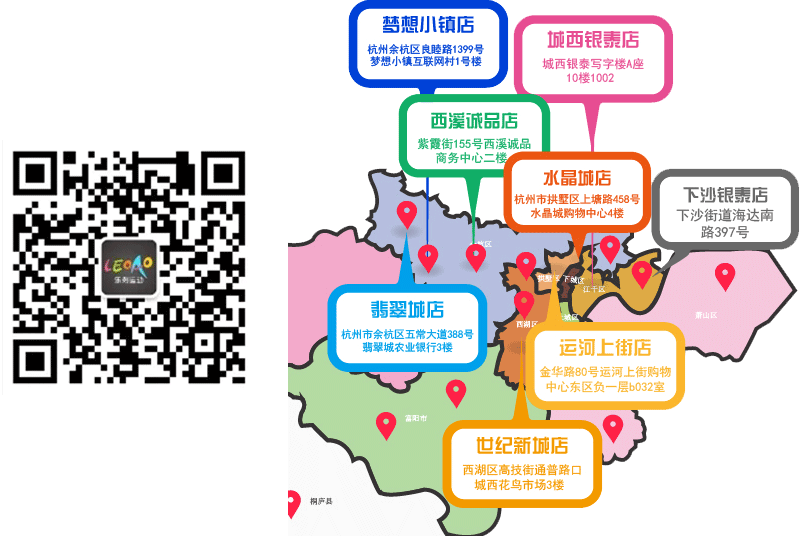 梦想小镇店
杭州余杭区良睦路1399号
梦想小镇互联网村1号楼
城西银泰店
城西银泰写字楼A座
10楼1002
西溪诚品店
紫霞街155号西溪诚品
商务中心二楼
水晶城店
杭州市拱墅区上塘路458号
水晶城购物中心4楼
下沙银泰店
下沙街道海达南
路397号
LEOAO
乐刻运动
拱墅区
下城区
江干区
萧山区
西湖区
上城区
翡翠城店
杭州市余杭区五常大道388号
翡翠城农业银行3楼
运河上街店
金华路80号运河上街购物
中心东区负一层b032室
富阳市
世纪新城店
西湖区高技街通普路口
城西花鸟市场3楼
桐庐县